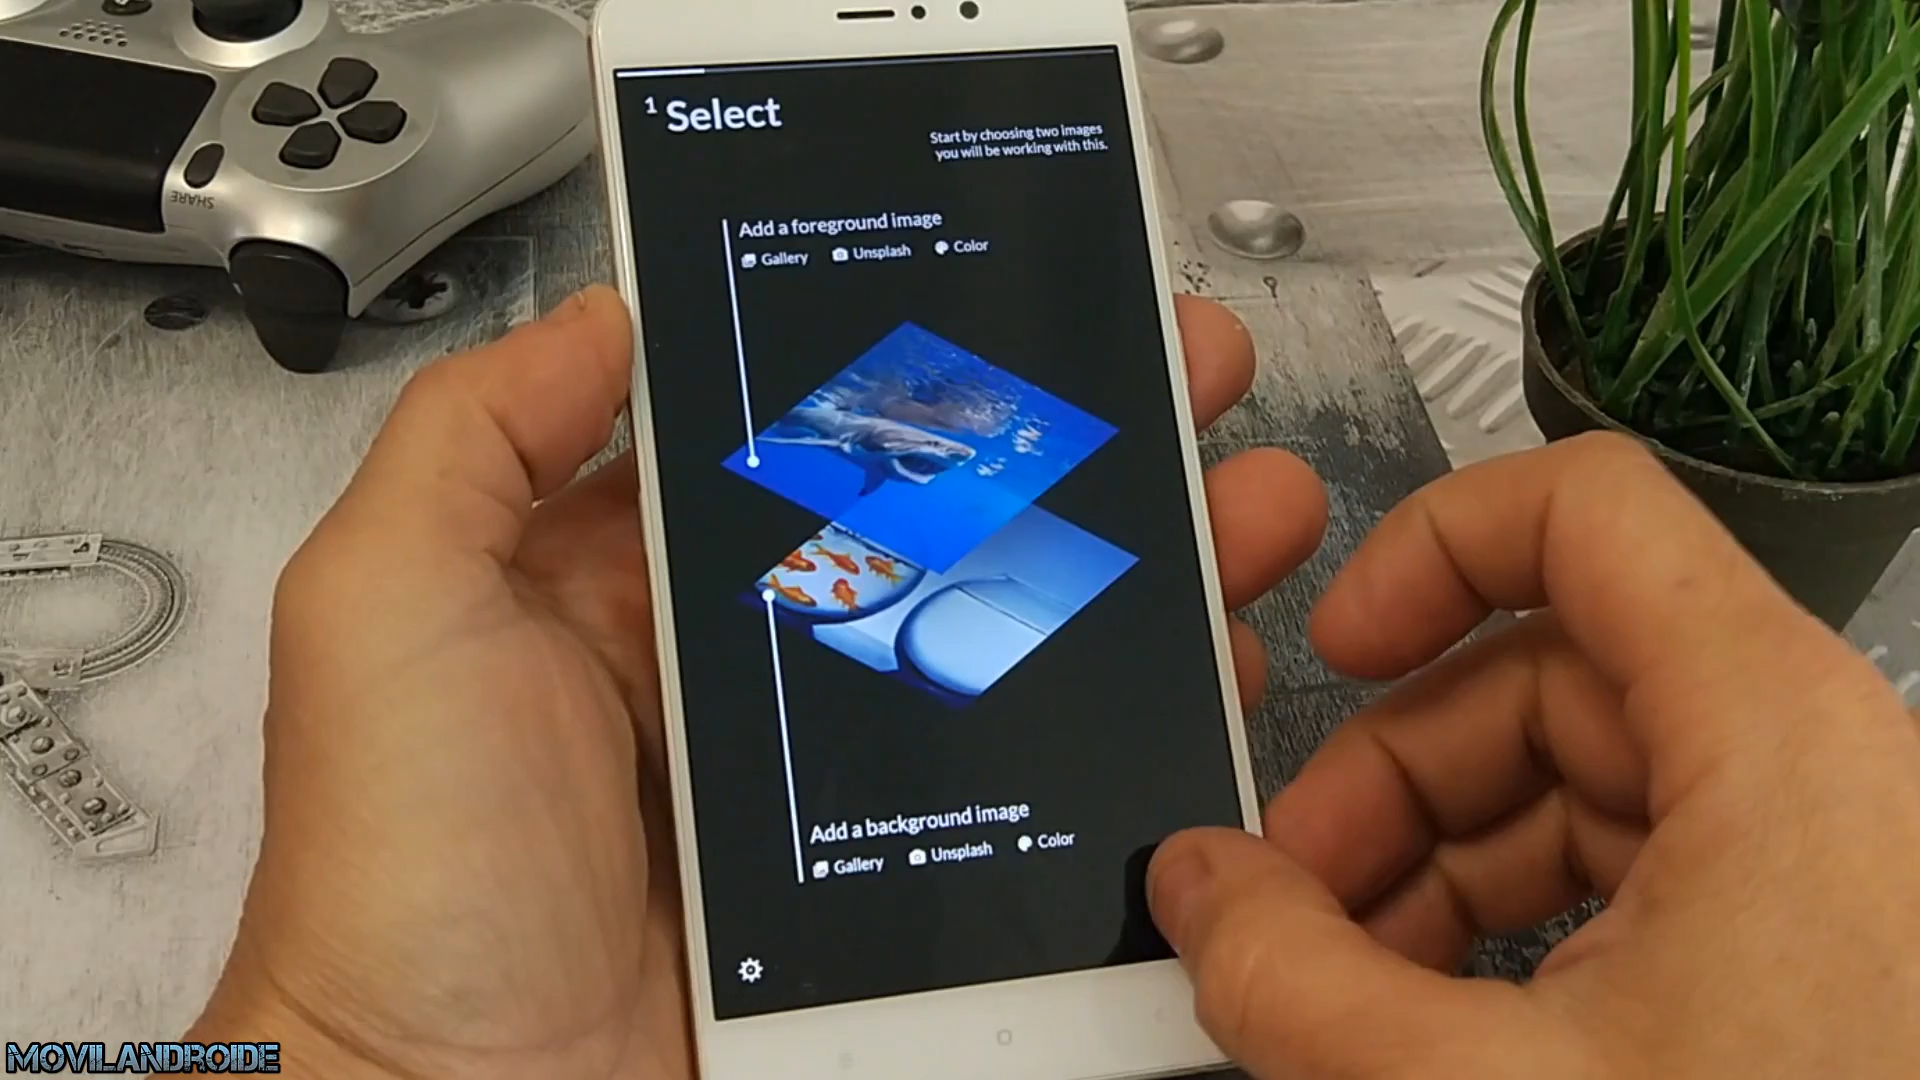 1 Select
Start by choosing two images
you will be working with this.
Add a foreground image
Gallery Unsplash Color
Add a background image
Gallery Unsplash Color
SHARE
MOVILANDROIDE